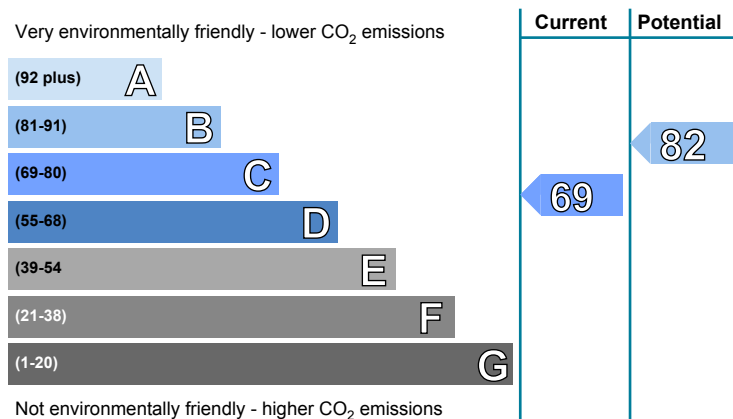 Current Potential
Very environmentally friendly - lower CO₂ emissions
(92 plus) A
(81-91) B
82
(69-80) C
69
(55-68) D
(39-54 E
(21-38) F
(1-20) G
Not environmentally friendly - higher CO₂ emissions